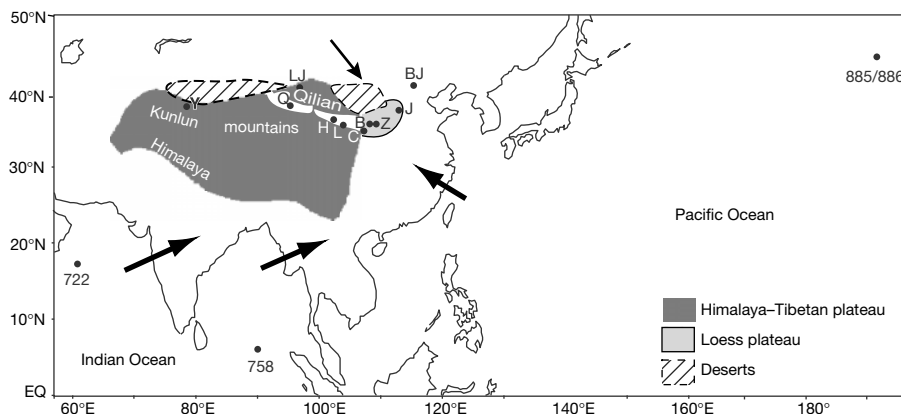 50°N
40°N
30°N
20°N
10°N
EQ
60°E
80°E
100°E
120°E
140°E
160°E
180°
LJ
BJ
885/886
Q
Qilian
Y
J
Kunlun
mountains
H
L
C
B
Z
Himalaya
Pacific Ocean
722
758
Indian Ocean
Himalaya–Tibetan plateau
Loess plateau
Deserts